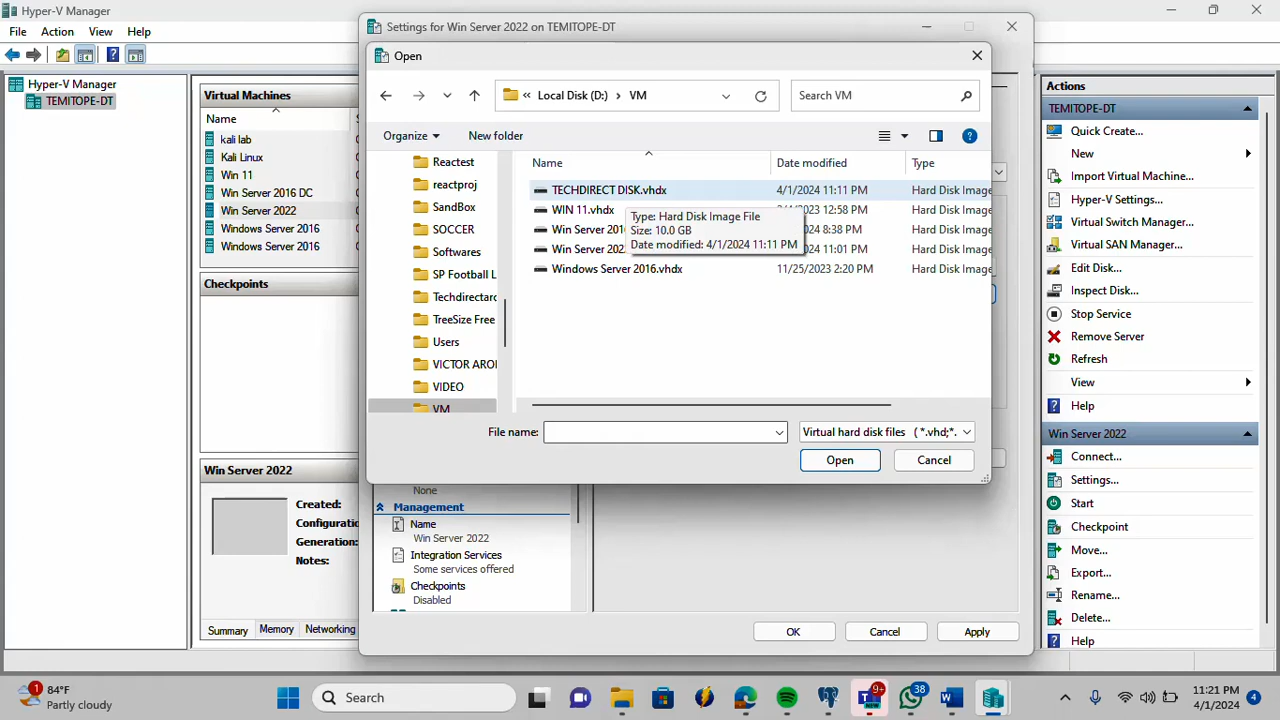 Hyper-V Manager
File Action View Help
Hyper-V Manager
TEMITOPE-DT
Virtual Machines
Name
kali lab
Kali Linux
Win 11
Win Server 2016 DC
Win Server 2022
Windows Server 2016
Windows Server 2016
Checkpoints
Win Server 2022
Created:
Configuratio
Generation:
Notes:
Summary Memory Networking
Settings for Win Server 2022 on TEMITOPE-DT
Open
« Local Disk (D:) › VM
Search VM
Organize New folder
Reactest
reactproj
SandBox
SOCCER
Softwares
SP Football L
Techdirectarc
TreeSize Free
Users
VICTOR AROI
VIDEO
VM
Name Date modified Type
TECHDIRECT DISK.vhdx 4/1/2024 11:11 PM Hard Disk Image
WIN 11.vhdx 2023 12:58 PM Hard Disk Image
Win Server 2016 2024 8:38 PM Hard Disk Image
Win Server 202 2024 11:01 PM Hard Disk Image
Windows Server 2016.vhdx 11/25/2023 2:20 PM Hard Disk Image
Type: Hard Disk Image File
Size: 10.0 GB
Date modified: 4/1/2024 11:11 PM
File name:
Virtual hard disk files (*.vhd;*.
Open Cancel
None
Management
Name
Win Server 2022
Integration Services
Some services offered
Checkpoints
Disabled
OK Cancel Apply
Actions
TEMITOPE-DT
Quick Create...
New
Import Virtual Machine...
Hyper-V Settings...
Virtual Switch Manager...
Virtual SAN Manager...
Edit Disk...
Inspect Disk...
Stop Service
Remove Server
Refresh
View
Help
Win Server 2022
Connect...
Settings...
Start
Checkpoint
Move...
Export...
Rename...
Delete...
Help
1
84°F
Partly cloudy
Search
9+
NEW
38
11:21 PM
4/1/2024
4